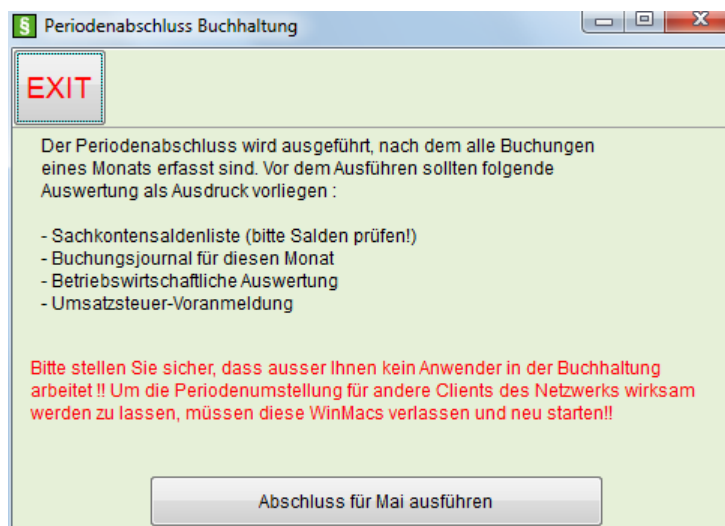 § Periodenabschluss Buchhaltung
EXIT
Der Periodenabschluss wird ausgeführt, nach dem alle Buchungen
eines Monats erfasst sind. Vor dem Ausführen sollten folgende
Auswertung als Ausdruck vorliegen :
- Sachkontensaldenliste (bitte Salden prüfen!)
- Buchungsjournal für diesen Monat
- Betriebswirtschaftliche Auswertung
- Umsatzsteuer-Voranmeldung
Bitte stellen Sie sicher, dass ausser Ihnen kein Anwender in der Buchhaltung
arbeitet !! Um die Periodenumstellung für andere Clients des Netzwerks wirksam
werden zu lassen, müssen diese WinMacs verlassen und neu starten!!
Abschluss für Mai ausführen